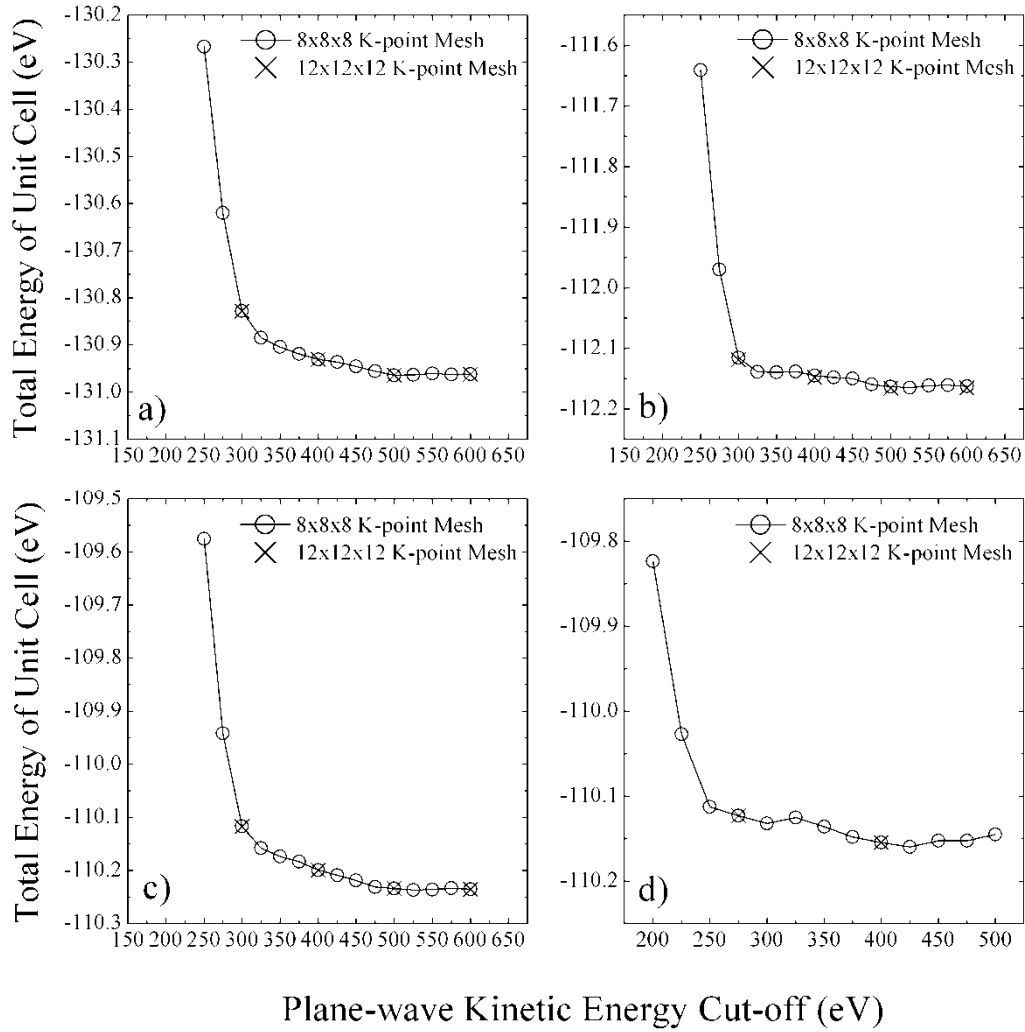 Total Energy of Unit Cell (eV)
-130.2
-130.3
-130.4
-130.5
-130.6
-130.7
-130.8
-130.9
-131.0
-131.1
8x8x8 K-point Mesh
12x12x12 K-point Mesh
a)
150 200 250 300 350 400 450 500 550 600 650
-111.6
-111.7
-111.8
-111.9
-112.0
-112.1
-112.2
8x8x8 K-point Mesh
12x12x12 K-point Mesh
b)
150 200 250 300 350 400 450 500 550 600 650
Total Energy of Unit Cell (eV)
-109.5
-109.6
-109.7
-109.8
-109.9
-110.0
-110.1
-110.2
-110.3
8x8x8 K-point Mesh
12x12x12 K-point Mesh
c)
150 200 250 300 350 400 450 500 550 600 650
-109.8
-109.9
-110.0
-110.1
-110.2
8x8x8 K-point Mesh
12x12x12 K-point Mesh
d)
200 250 300 350 400 450 500
Plane-wave Kinetic Energy Cut-off (eV)